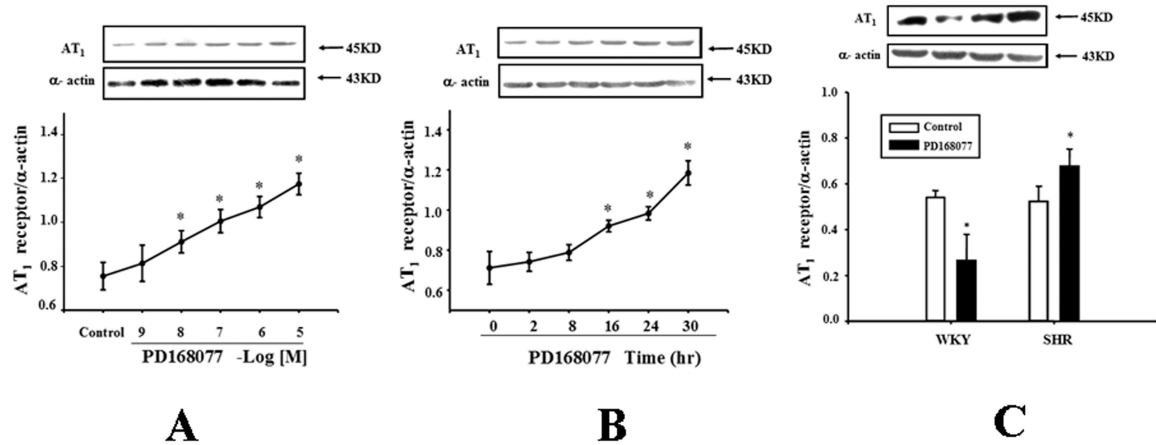 AT1
45KD
α- actin
43KD
AT1 receptor/α-actin
1.4
1.2
1.0
0.8
0.6
*
*
*
*
Control 9 8 7 6 5
PD168077 -Log [M]
A
AT1
45KD
α- actin
43KD
AT1 receptor/α-actin
1.4
1.2
1.0
0.8
0.6
*
*
*
0 2 8 16 24 30
PD168077 Time (hr)
B
AT1
45KD
α- actin
43KD
AT1 receptor/α-actin
1.0
0.8
0.6
0.4
0.2
0.0
Control
PD168077
*
*
WKY SHR
C